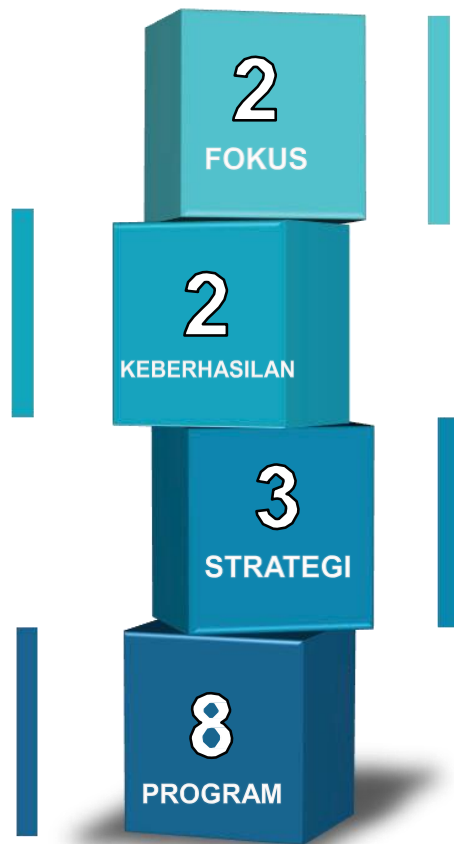 2
FOKUS
2
KEBERHASILAN
3
STRATEGI
8
PROGRAM